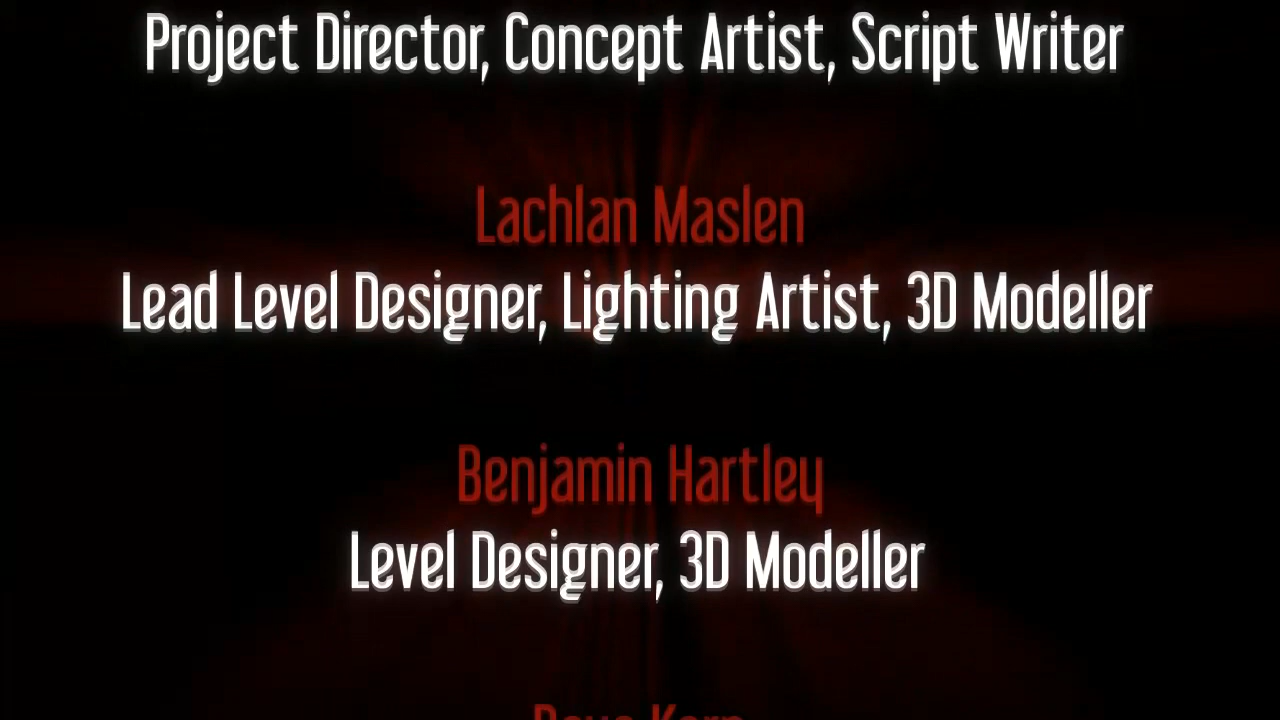 Project Director, Concept Artist, Script Writer
Lachlan Maslen
Lead Level Designer, Lighting Artist, 3D Modeller
Benjamin Hartley
Level Designer, 3D Modeller